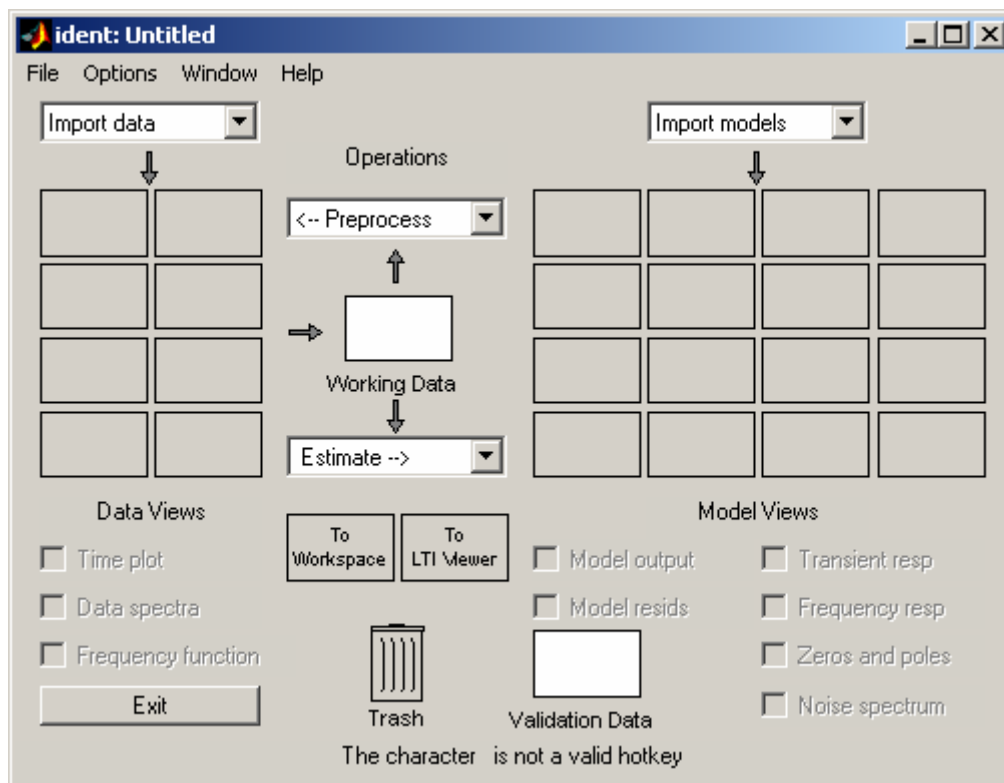 ident: Untitled
File Options Window Help
Import data
Import models
Operations
<-- Preprocess
Working Data
Estimate -->
Data Views
Model Views
Time plot
Data spectra
Frequency function
To
Workspace
To
LTI Viewer
Model output
Model resids
Transient resp
Frequency resp
Zeros and poles
Noise spectrum
Exit
Trash
Validation Data
The character is not a valid hotkey